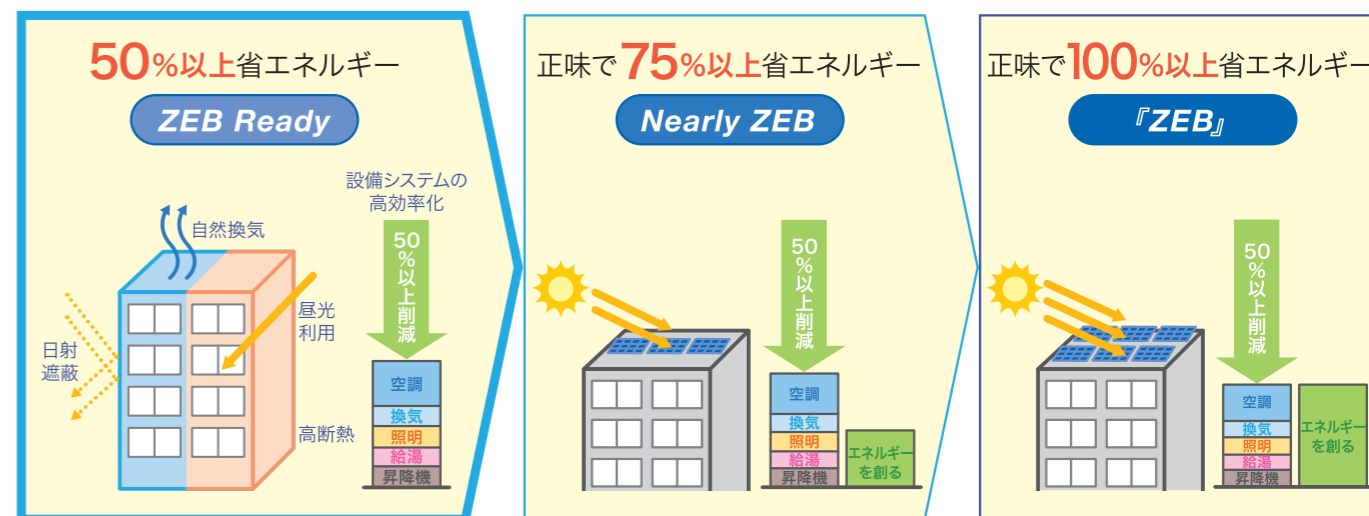 50%以上省エネルギー
ZEB Ready
設備システムの
高効率化
自然換気
50%以上削減
昼光
利用
日射
遮蔽
高断熱
空調
換気
照明
給湯
昇降機
正味で75%以上省エネルギー
Nearly ZEB
50%以上削減
空調
換気
照明
給湯
昇降機
エネルギー
を創る
正味で100%以上省エネルギー
『ZEB』
50%以上削減
空調
換気
照明
給湯
昇降機
エネルギー
を創る